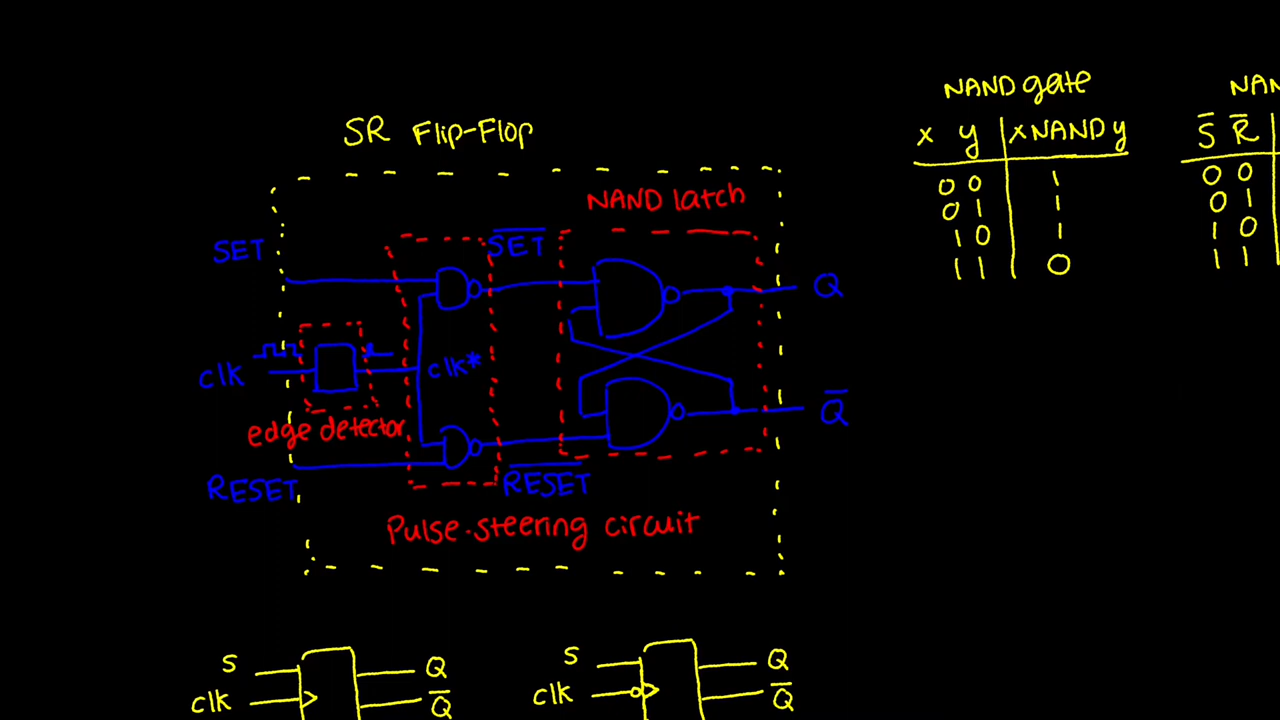 SR Flip-Flop
NAND latch
SET
S̅E̅T̅
Q
clk
clk*
Q̅
edge detector
RESET
R̅E̅S̅E̅T̅
Pulse-steering circuit
NAND gate
x y x NAND y
0 0 1
0 1 1
1 0 1
1 1 0
NAN
S̅ R̅
0 0
0 1
1 0
1 1
S Q
clk Q̅
S Q
clk Q̅